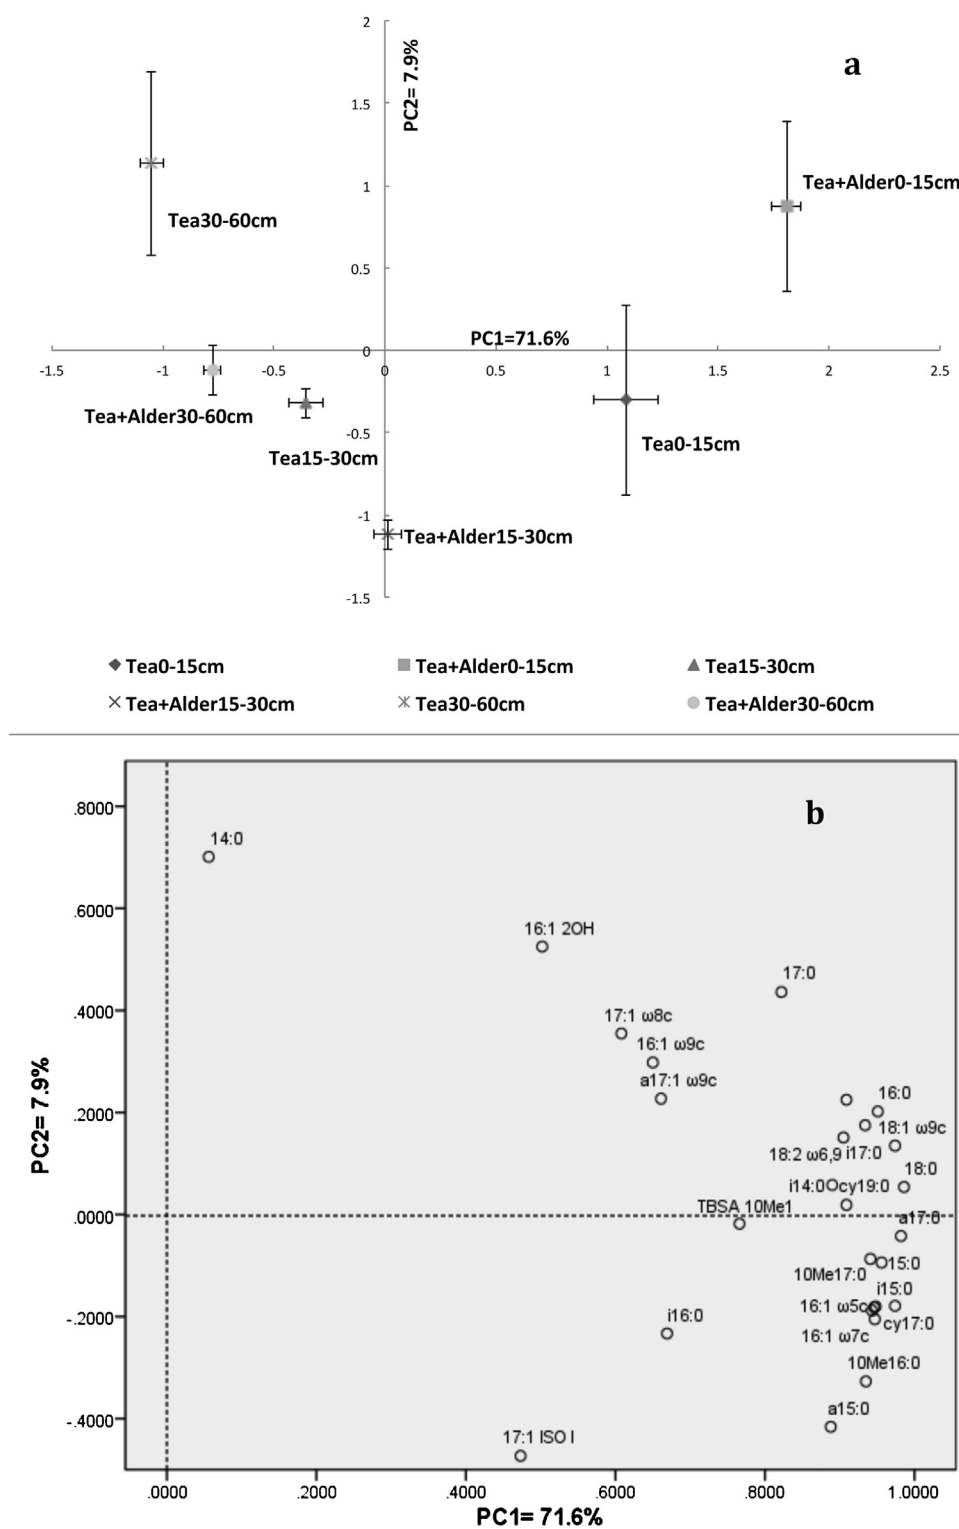 2
PC2= 7.9%
a
1.5
Tea+Alder0-15cm
1
Tea30-60cm
0.5
PC1=71.6%
0
-1.5
-1
-0.5
0
0.5
1
1.5
2
2.5
Tea+Alder30-60cm
-0.5
Tea0-15cm
Tea15-30cm
-1
Tea+Alder15-30cm
-1.5
Tea0-15cm
Tea+Alder0-15cm
Tea15-30cm
Tea+Alder15-30cm
Tea30-60cm
Tea+Alder30-60cm
b
.8000
14:0
.6000
16:1 2OH
17:0
.4000
17:1 ω8c
16:1 ω9c
a17:1 ω9c
PC2= 7.9%
.2000
16:0
18:1 ω9c
18:2 ω6,9
i17:0
18:0
i14:0
cy19:0
TBSA 10Me1
.0000
a17:0
15:0
10Me17:0
i15:0
16:1 ω5c
-.2000
i16:0
cy17:0
16:1 ω7c
10Me16:0
a15:0
-.4000
17:1 ISO I
.0000
.2000
.4000
.6000
.8000
1.0000
PC1= 71.6%